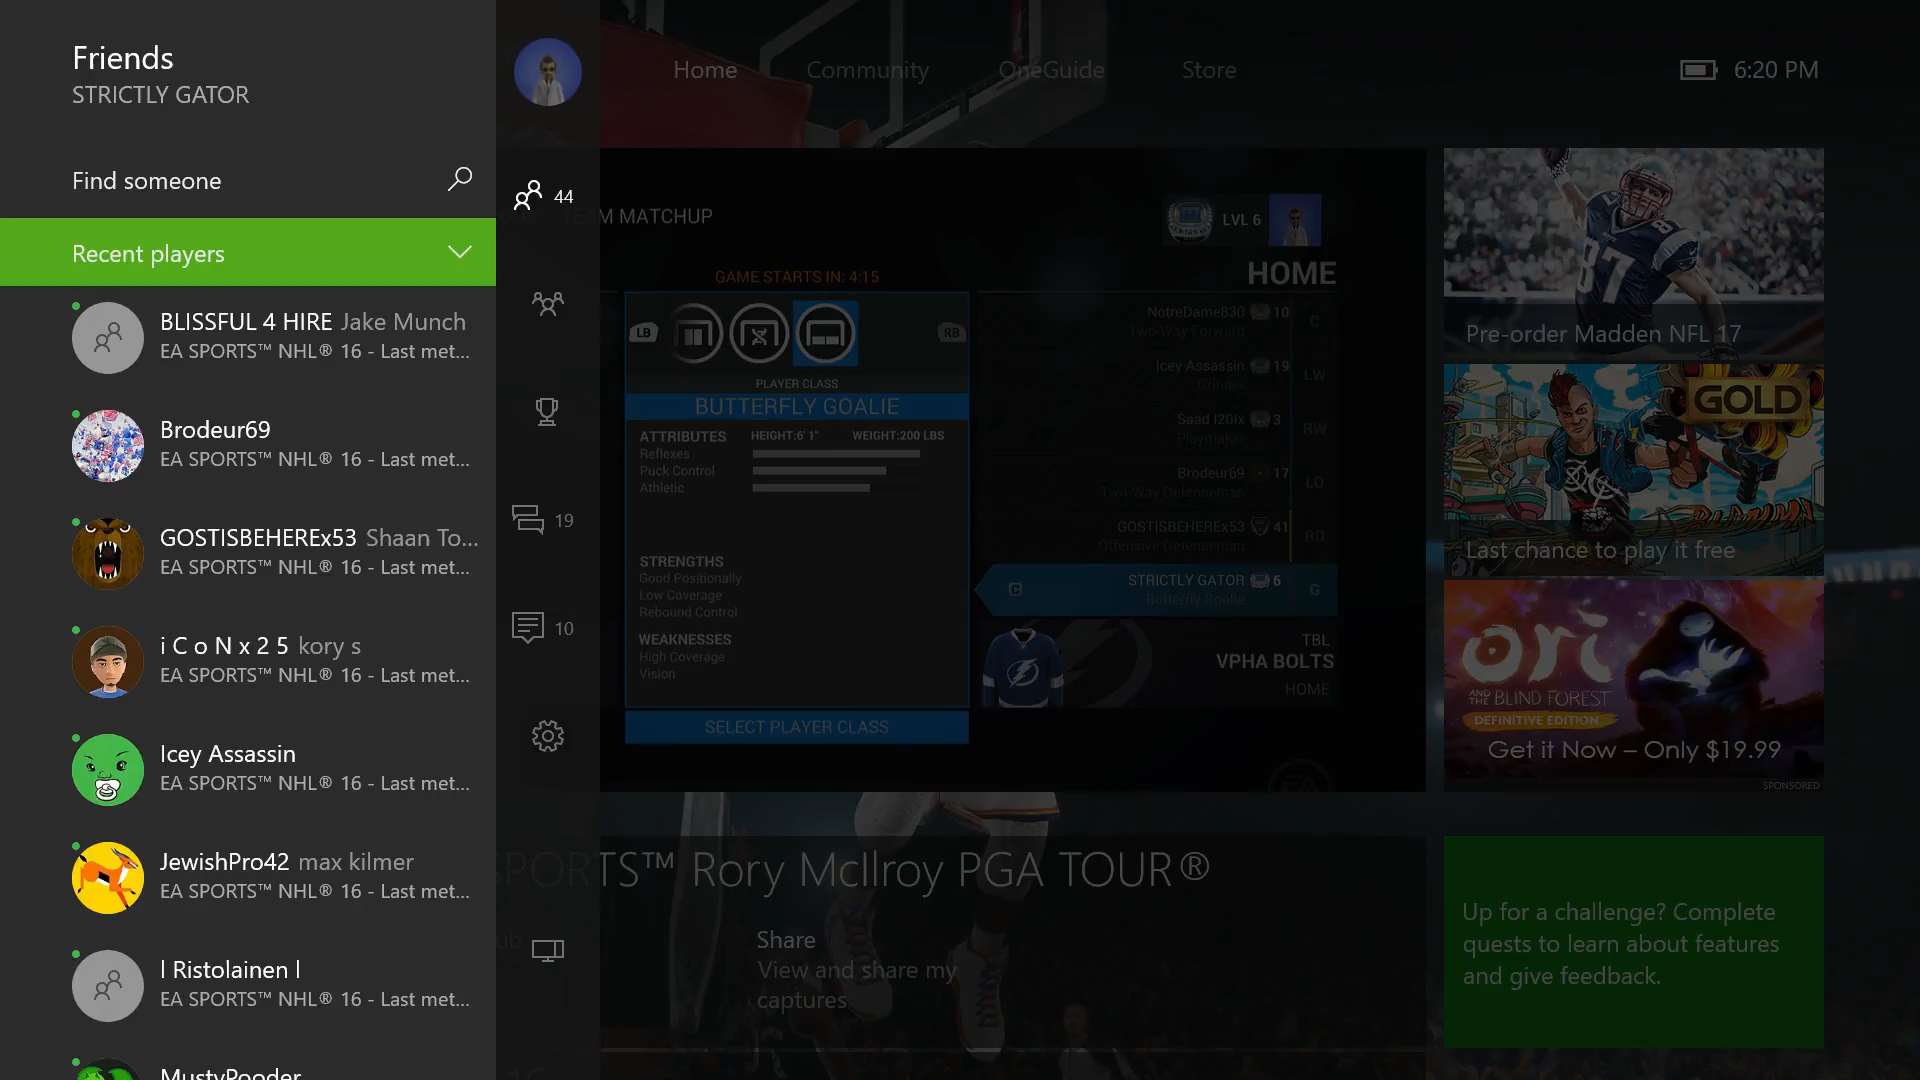 Friends
STRICTLY GATOR
Find someone
Recent players
BLISSFUL 4 HIRE Jake Munch
EA SPORTS™ NHL® 16 - Last met...
Brodeur69
EA SPORTS™ NHL® 16 - Last met...
GOSTISBEHEREx53 Shaan To...
EA SPORTS™ NHL® 16 - Last met...
i C o N x 2 5 kory s
EA SPORTS™ NHL® 16 - Last met...
Icey Assassin
EA SPORTS™ NHL® 16 - Last met...
JewishPro42 max kilmer
EA SPORTS™ NHL® 16 - Last met...
l Ristolainen l
EA SPORTS™ NHL® 16 - Last met...
MustyPooder
44
19
10
Home Community OneGuide Store
6:20 PM
TEAM MATCHUP
LVL 6
HOME
GAME STARTS IN: 4:15
LB RB
PLAYER CLASS
BUTTERFLY GOALIE
ATTRIBUTES HEIGHT:6' 1" WEIGHT:200 LBS
Reflexes
Puck Control
Athletic
STRENGTHS
Good Positionally
Low Coverage
Rebound Control
WEAKNESSES
High Coverage
Vision
SELECT PLAYER CLASS
NotreDame830 10 C
Two-Way Forward
Icey Assassin 19 LW
Grinder
Saad I20Ix 3 RW
Playmaker
Brodeur69 17 LD
Two-Way Defenseman
GOSTISBEHEREx53 41 RD
Offensive Defenseman
C STRICTLY GATOR 6 G
Butterfly Goalie
TBL
VPHA BOLTS
HOME
EA
87
Pre-order Madden NFL 17
GOLD
Last chance to play it free
ori
AND THE BLIND FOREST
DEFINITIVE EDITION
Get it Now – Only $19.99
SPONSORED
SPORTS™ Rory McIlroy PGA TOUR®
ub
Share
View and share my
captures
Up for a challenge? Complete
quests to learn about features
and give feedback.